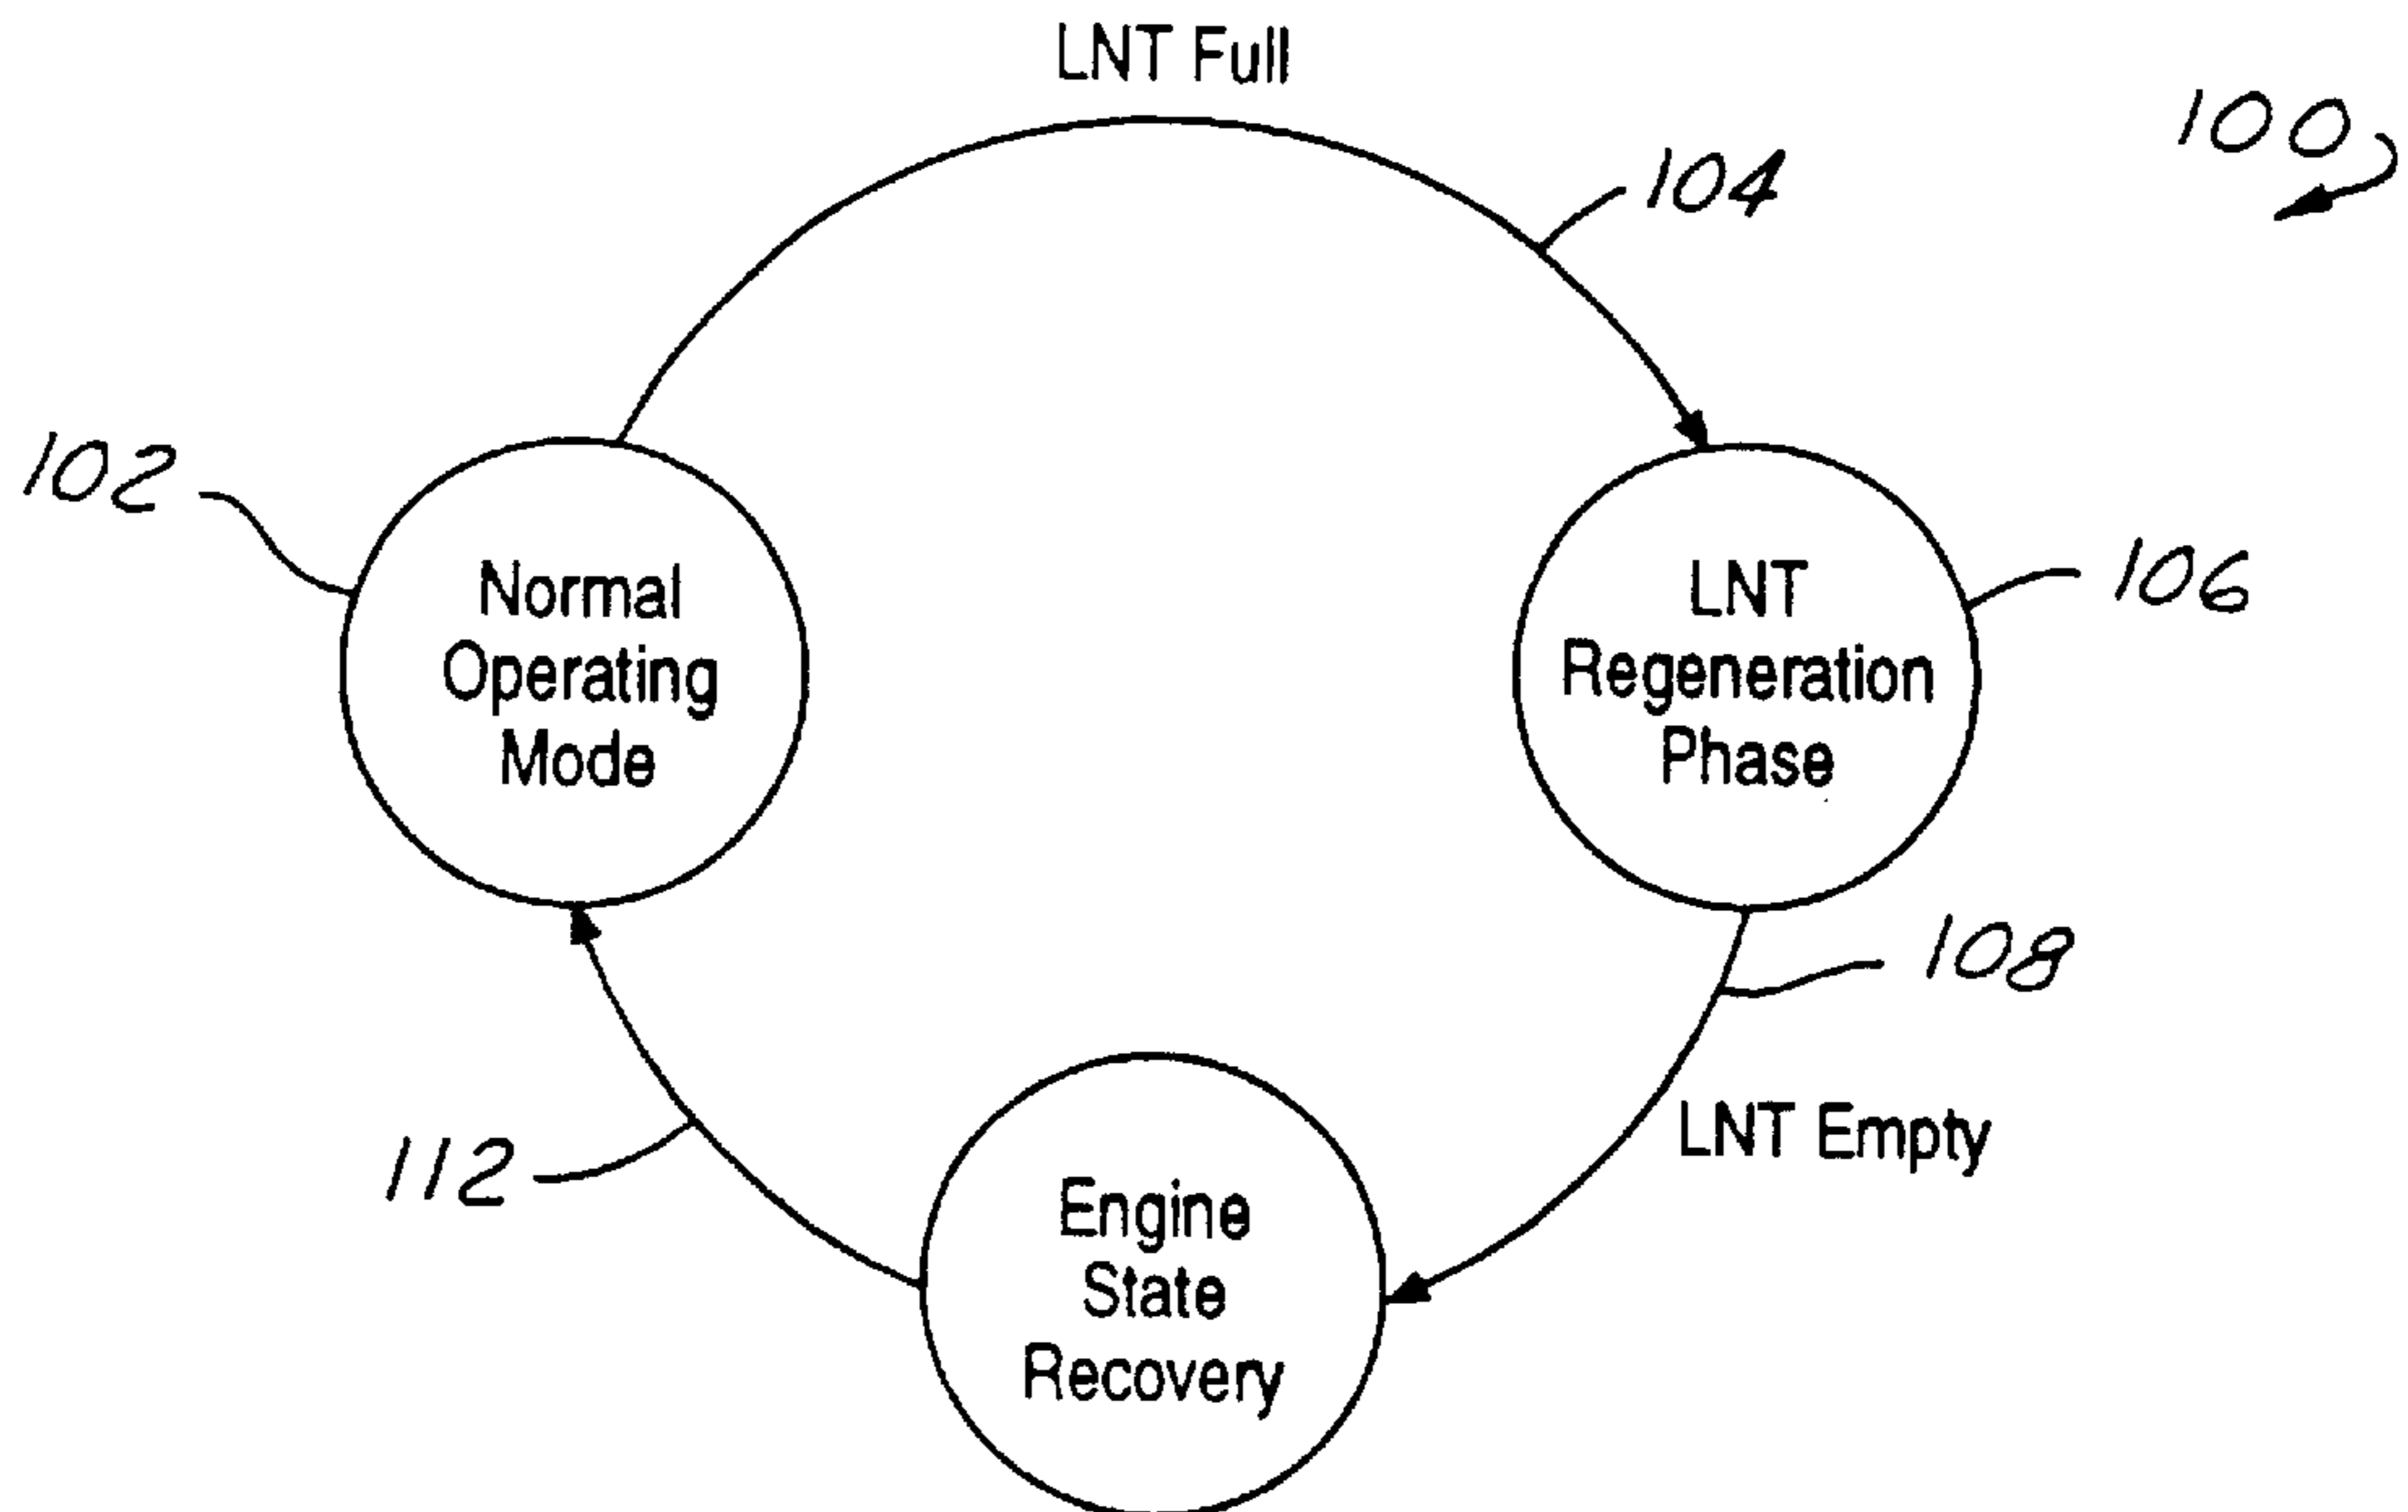 LNT Full
100
104
102
Normal
Operating
Mode
LNT
Regeneration
Phase
106
108
LNT Empty
112
Engine
State
Recovery